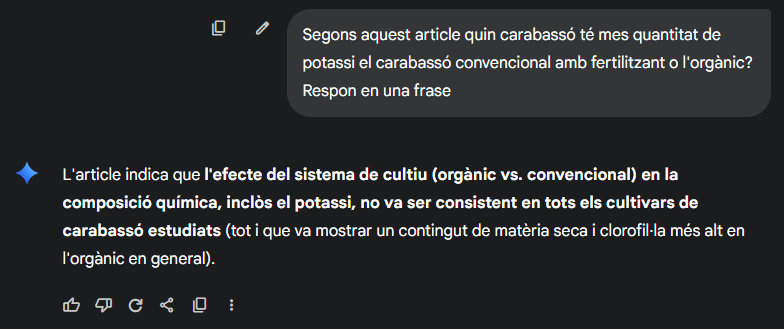 Segons aquest article quin carabassó té mes quantitat de
potassi el carabassó convencional amb fertilitzant o l'orgànic?
Respon en una frase
L'article indica que l'efecte del sistema de cultiu (orgànic vs. convencional) en la
composició química, inclòs el potassi, no va ser consistent en tots els cultivars de
carabassó estudiats (tot i que va mostrar un contingut de matèria seca i clorofil·la més alt en
l'orgànic en general).